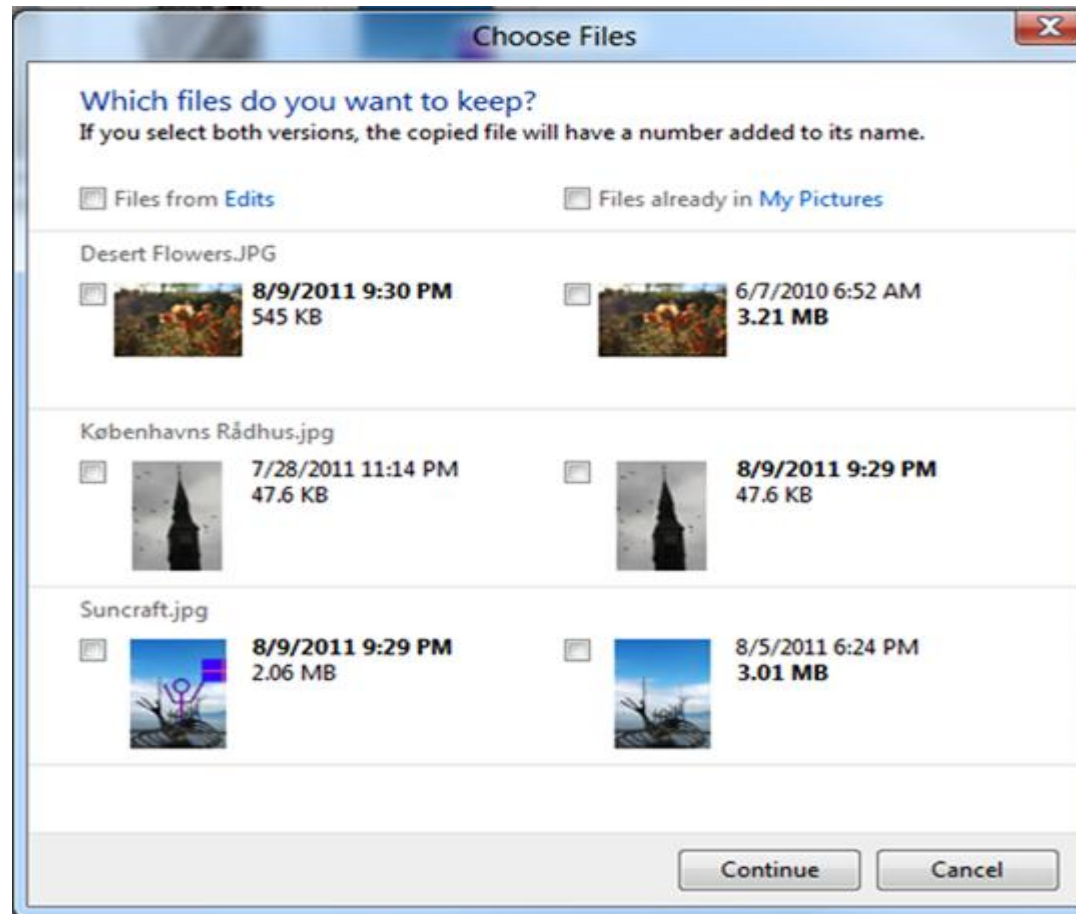 Choose Files
Which files do you want to keep?
If you select both versions, the copied file will have a number added to its name.
Files from Edits
Files already in My Pictures
Desert Flowers.JPG
8/9/2011 9:30 PM
545 KB
6/7/2010 6:52 AM
3.21 MB
Københavns Rådhus.jpg
7/28/2011 11:14 PM
47.6 KB
8/9/2011 9:29 PM
47.6 KB
Suncraft.jpg
8/9/2011 9:29 PM
2.06 MB
8/5/2011 6:24 PM
3.01 MB
Continue
Cancel